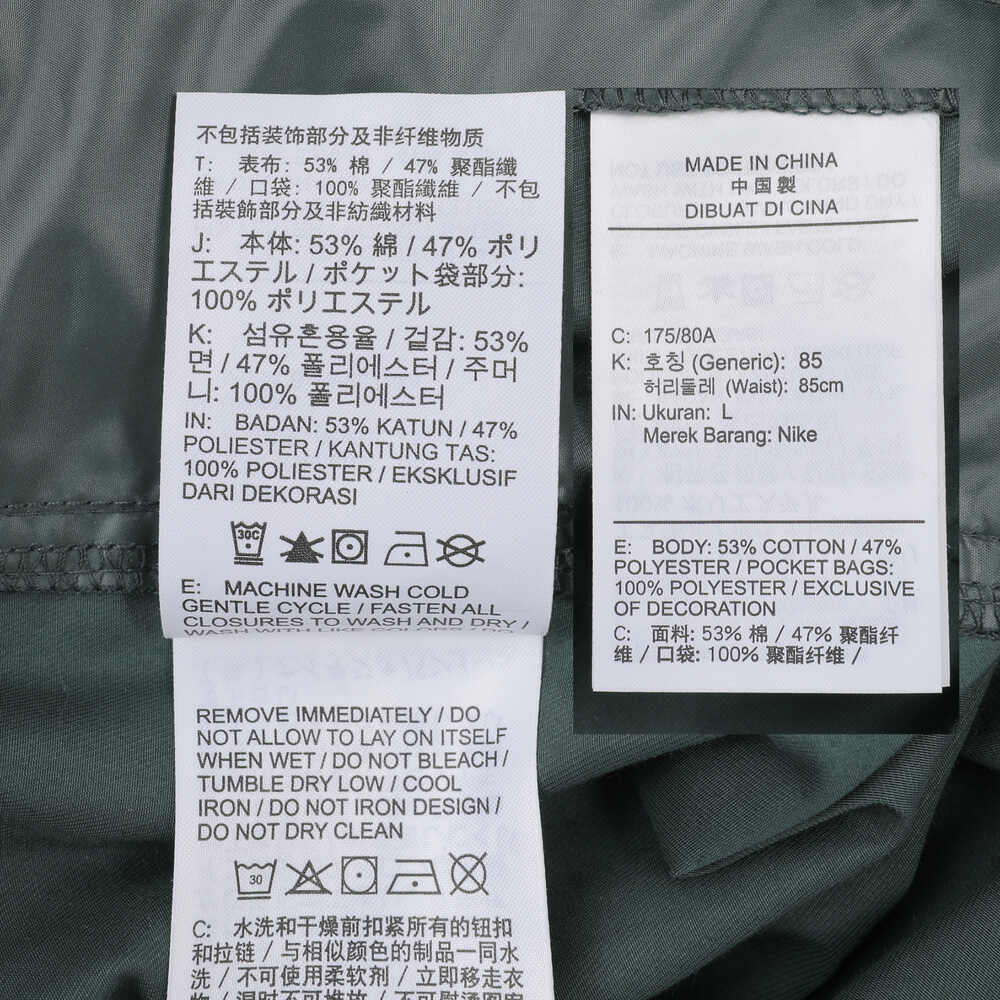 不包括装饰部分及非纤维物质
T: 表布: 53% 棉 / 47% 聚酯纖
維 / 口袋: 100% 聚酯纖維 / 不包
括裝飾部分及非紡織材料
J: 本体: 53% 綿 / 47% ポリ
エステル / ポケット袋部分:
100% ポリエステル
K: 섬유혼용율 / 겉감: 53%
면 / 47% 폴리에스터 / 주머
니: 100% 폴리에스터
IN: BADAN: 53% KATUN / 47%
POLIESTER / KANTUNG TAS:
100% POLIESTER / EKSKLUSIF
DARI DEKORASI
30C
E: MACHINE WASH COLD
GENTLE CYCLE / FASTEN ALL
CLOSURES TO WASH AND DRY /
WASH WITH LIKE COLORS / DO
REMOVE IMMEDIATELY / DO
NOT ALLOW TO LAY ON ITSELF
WHEN WET / DO NOT BLEACH /
TUMBLE DRY LOW / COOL
IRON / DO NOT IRON DESIGN /
DO NOT DRY CLEAN
30
C: 水洗和干燥前扣紧所有的钮扣
和拉链 / 与相似颜色的制品一同水
洗 / 不可使用柔软剂 / 立即移走衣
MADE IN CHINA
中国製
DIBUAT DI CINA
C: 175/80A
K: 호칭 (Generic): 85
허리둘레 (Waist): 85cm
IN: Ukuran: L
Merek Barang: Nike
E: BODY: 53% COTTON / 47%
POLYESTER / POCKET BAGS:
100% POLYESTER / EXCLUSIVE
OF DECORATION
C: 面料: 53% 棉 / 47% 聚酯纤
维 / 口袋: 100% 聚酯纤维 /